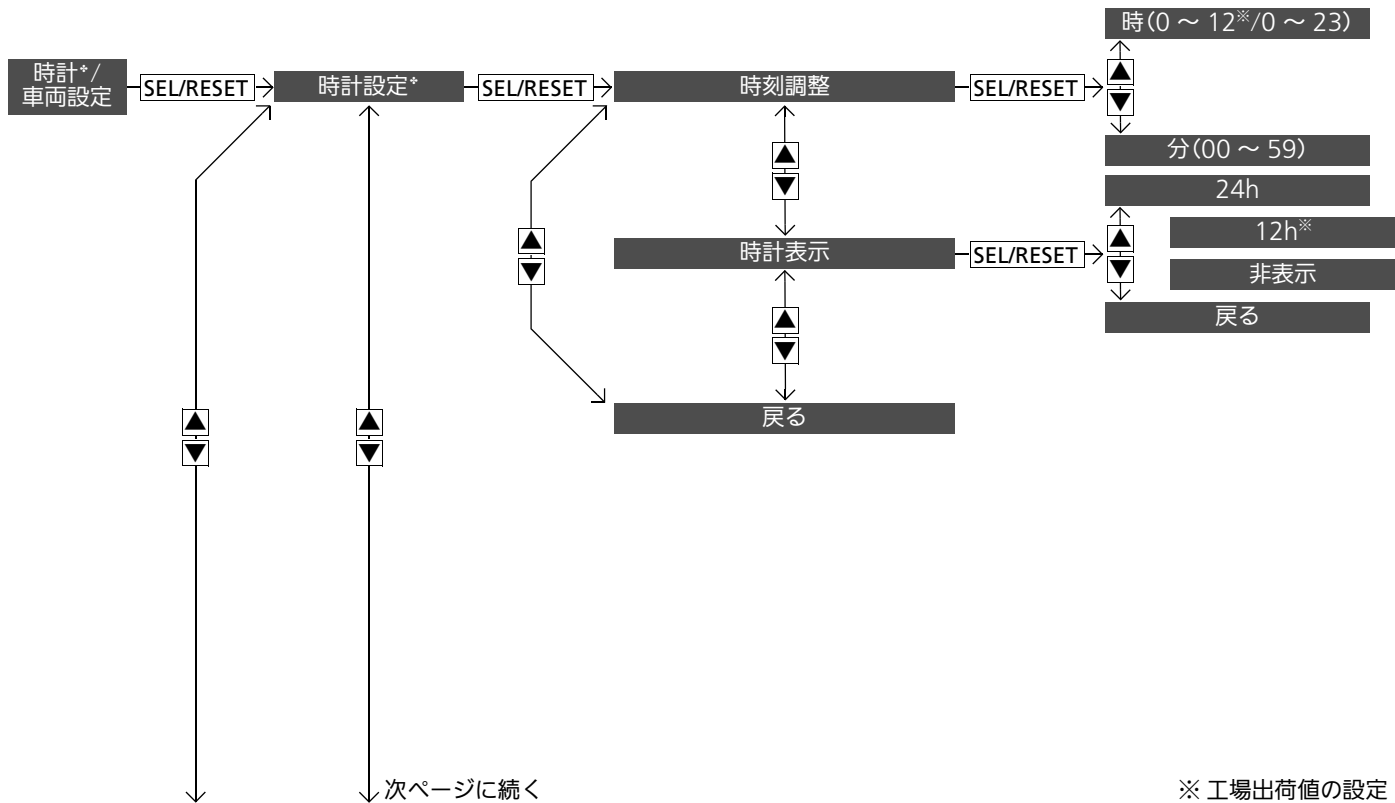 時(0 ～ 12※/0 ～ 23)
時計*/
車両設定
SEL/RESET
時計設定*
SEL/RESET
時刻調整
SEL/RESET
▲
▼
分(00 ～ 59)
▲
▼
24h
▲
▼
時計表示
SEL/RESET
▲
▼
12h※
非表示
戻る
▲
▼
戻る
▲
▼
▲
▼
次ページに続く
※ 工場出荷値の設定